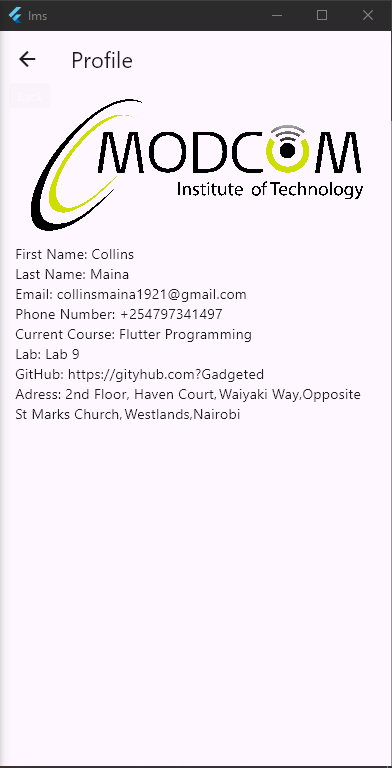 lms
Profile
MODCOM
Institute of Technology
First Name: Collins
Last Name: Maina
Email: collinsmaina1921@gmail.com
Phone Number: +254797341497
Current Course: Flutter Programming
Lab: Lab 9
GitHub: https://gityhub.com?Gadgeted
Adress: 2nd Floor, Haven Court,Waiyaki Way,Opposite
St Marks Church,Westlands,Nairobi